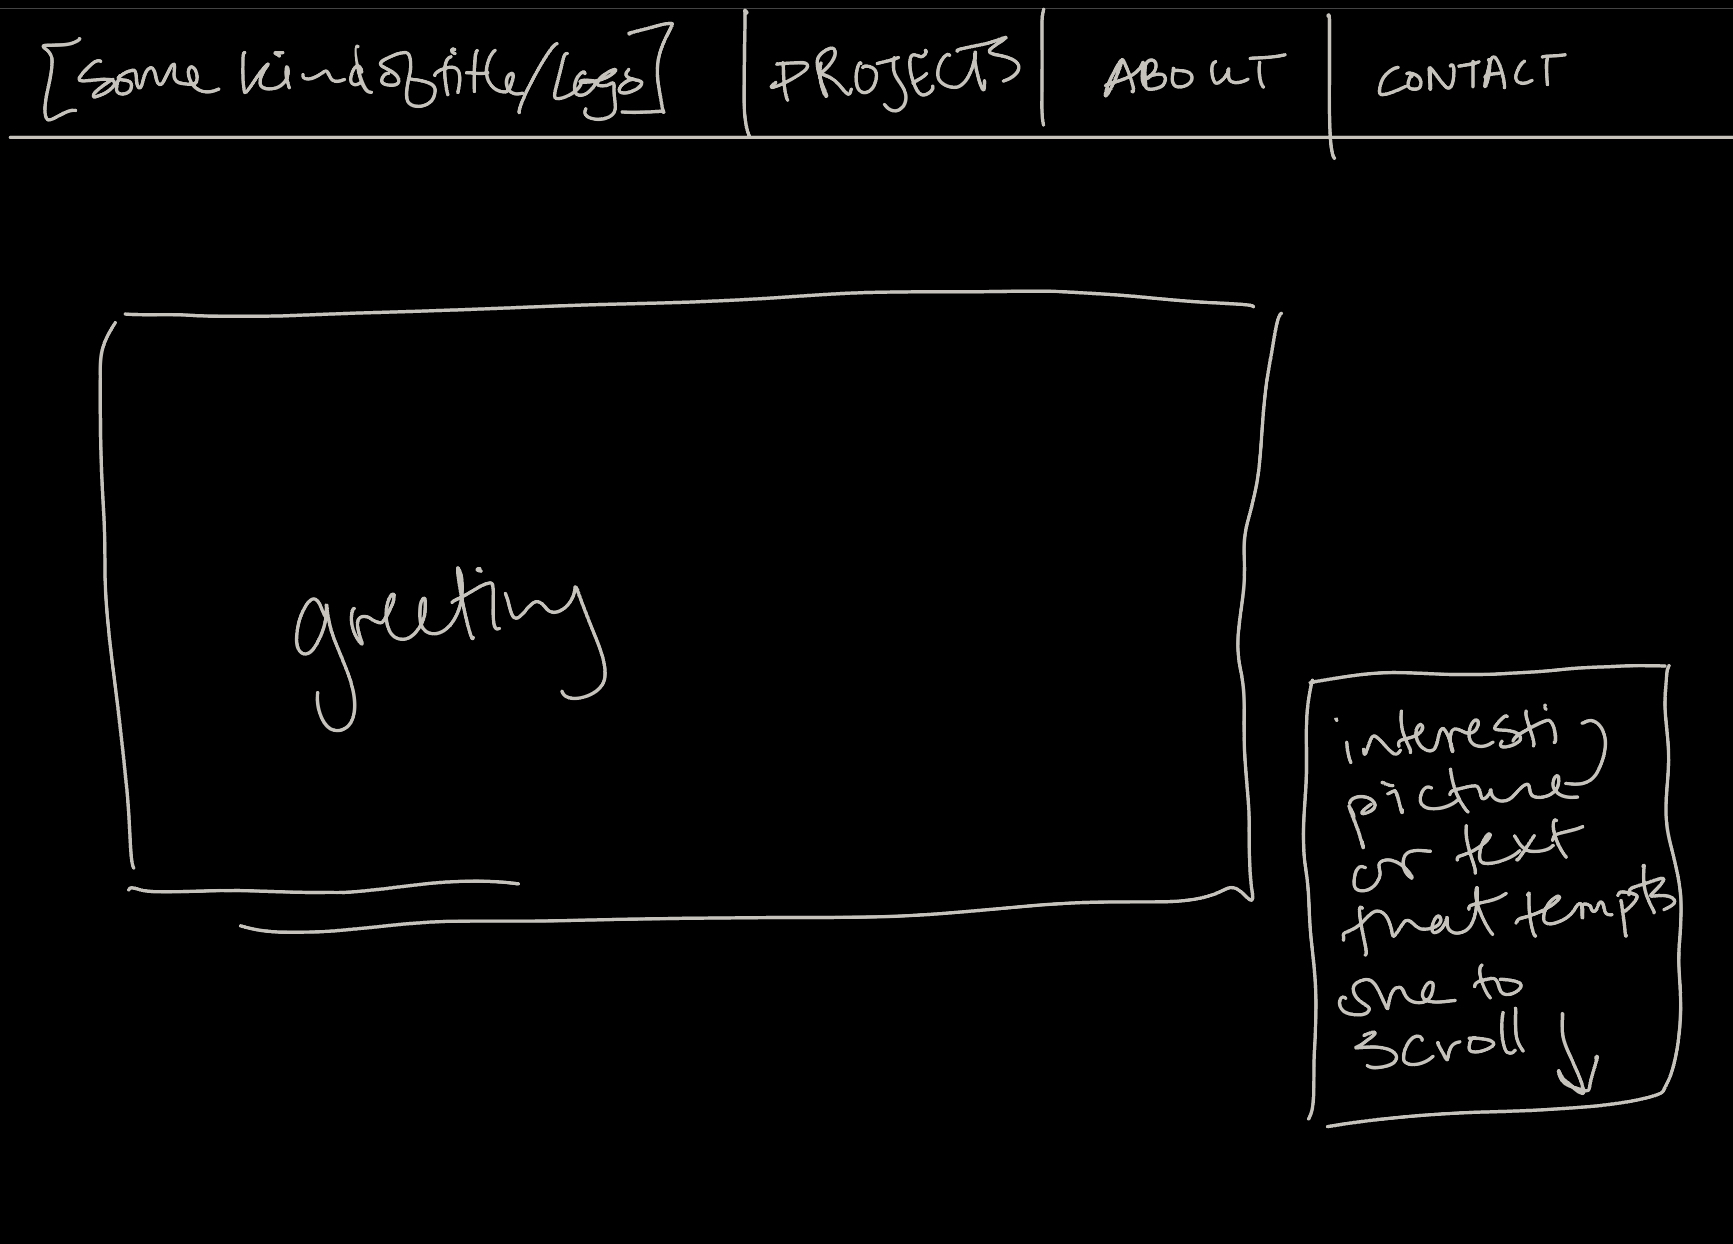 [some kind of title/logo] PROJECTS ABOUT CONTACT
greeting
interesting
picture
or text
that tempts
one to
scroll